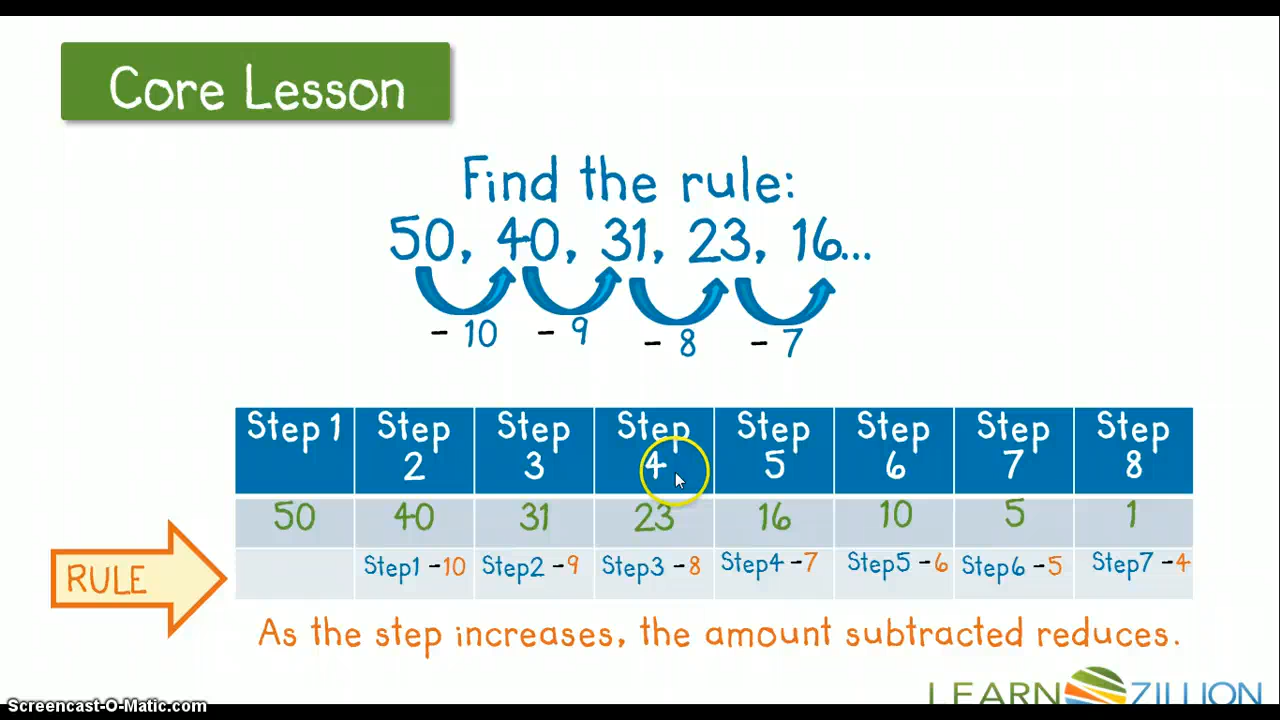 Core Lesson
Find the rule:
50, 40, 31, 23, 16...
- 10 - 9 - 8 - 7
Step 1 Step 2 Step 3 Step 4 Step 5 Step 6 Step 7 Step 8
50 40 31 23 16 10 5 1
RULE Step1 -10 Step2 -9 Step3 -8 Step4 -7 Step5 -6 Step6 -5 Step7 -4
As the step increases, the amount subtracted reduces.
LEARN ZILLION
Screencast-O-Matic.com